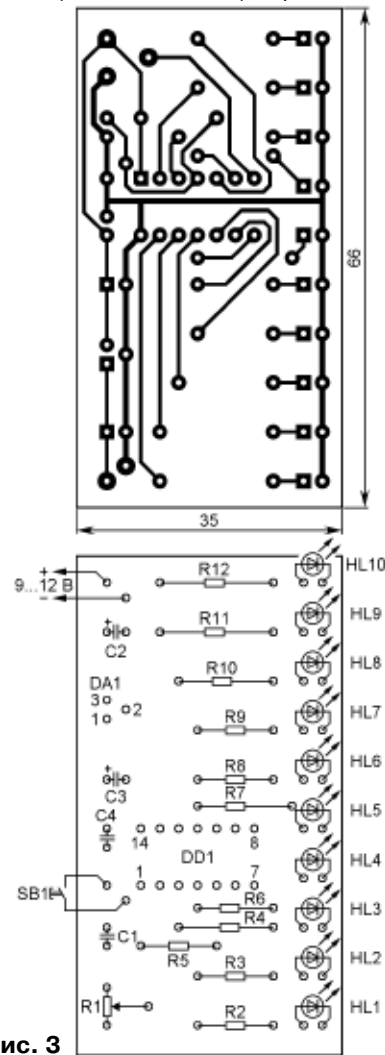 66
35
+
9...12 В
−
R12
HL10
R11
HL9
C2
R10
HL8
DA1
3
2
1
R9
HL7
+
C3
R8
HL6
R7
C4
HL5
14
8
DD1
HL4
1
7
SB1
R6
HL3
R4
C1
R5
R3
HL2
R1
R2
HL1
ис. 3